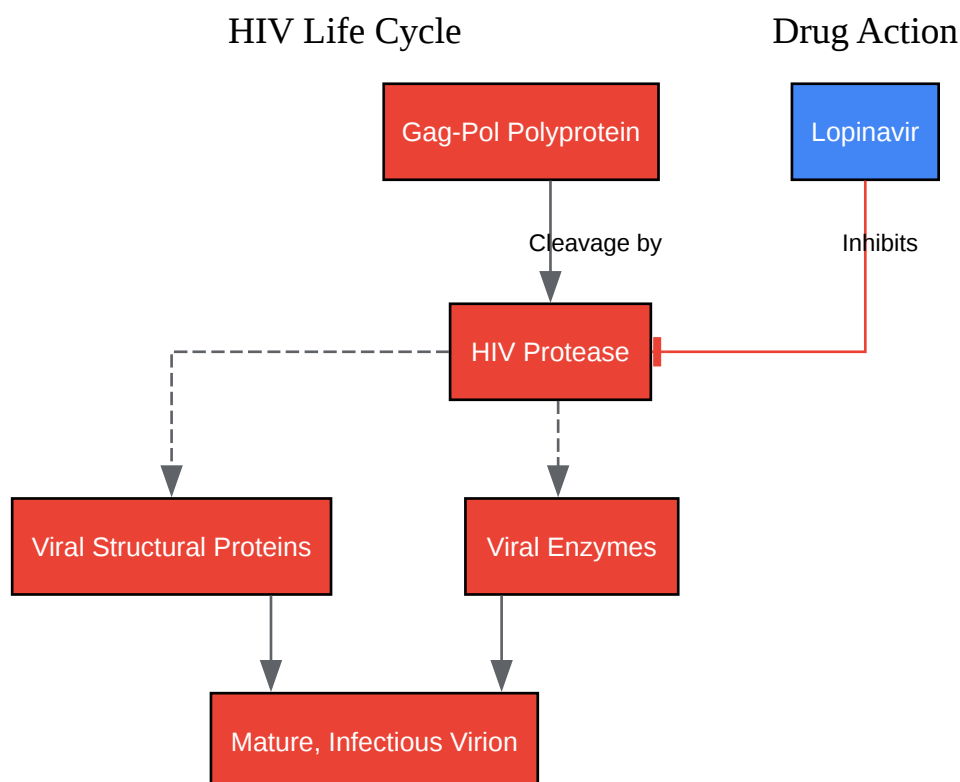 HIV Life Cycle
Drug Action
Gag-Pol Polyprotein
Lopinavir
Cleavage by
Inhibits
HIV Protease
Viral Structural Proteins
Viral Enzymes
Mature, Infectious Virion